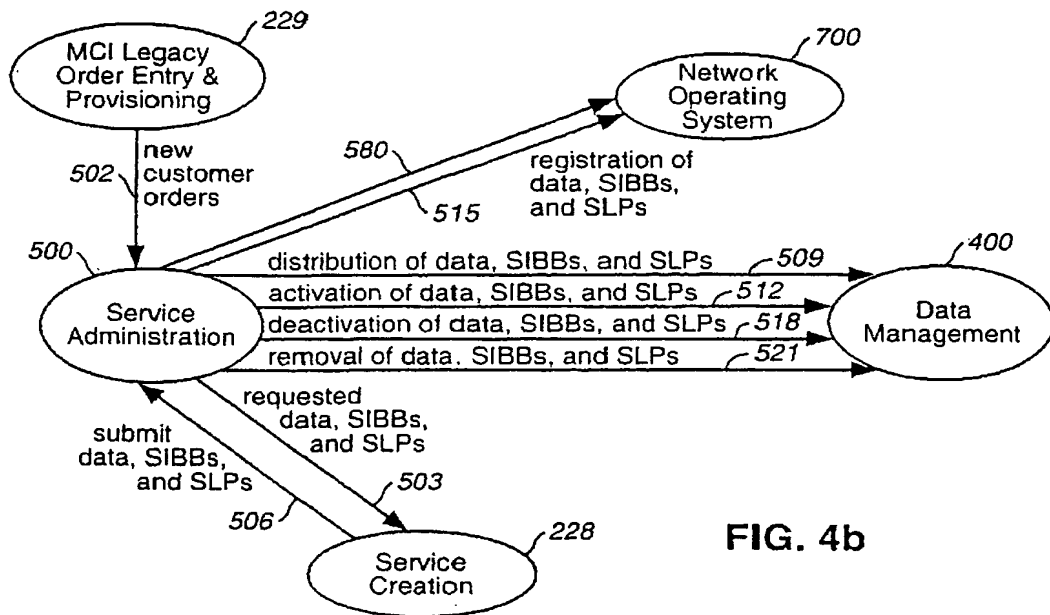 229
MCI Legacy
Order Entry &
Provisioning
700
Network
Operating
System
new
customer
orders
502
580
515
registration of
data, SIBBs,
and SLPs
500
Service
Administration
distribution of data, SIBBs, and SLPs
509
activation of data, SIBBs, and SLPs
512
deactivation of data, SIBBs, and SLPs
518
removal of data. SIBBs, and SLPs
521
400
Data
Management
requested
data, SIBBs,
and SLPs
503
submit
data, SIBBs,
and SLPs
506
228
Service
Creation
FIG. 4b